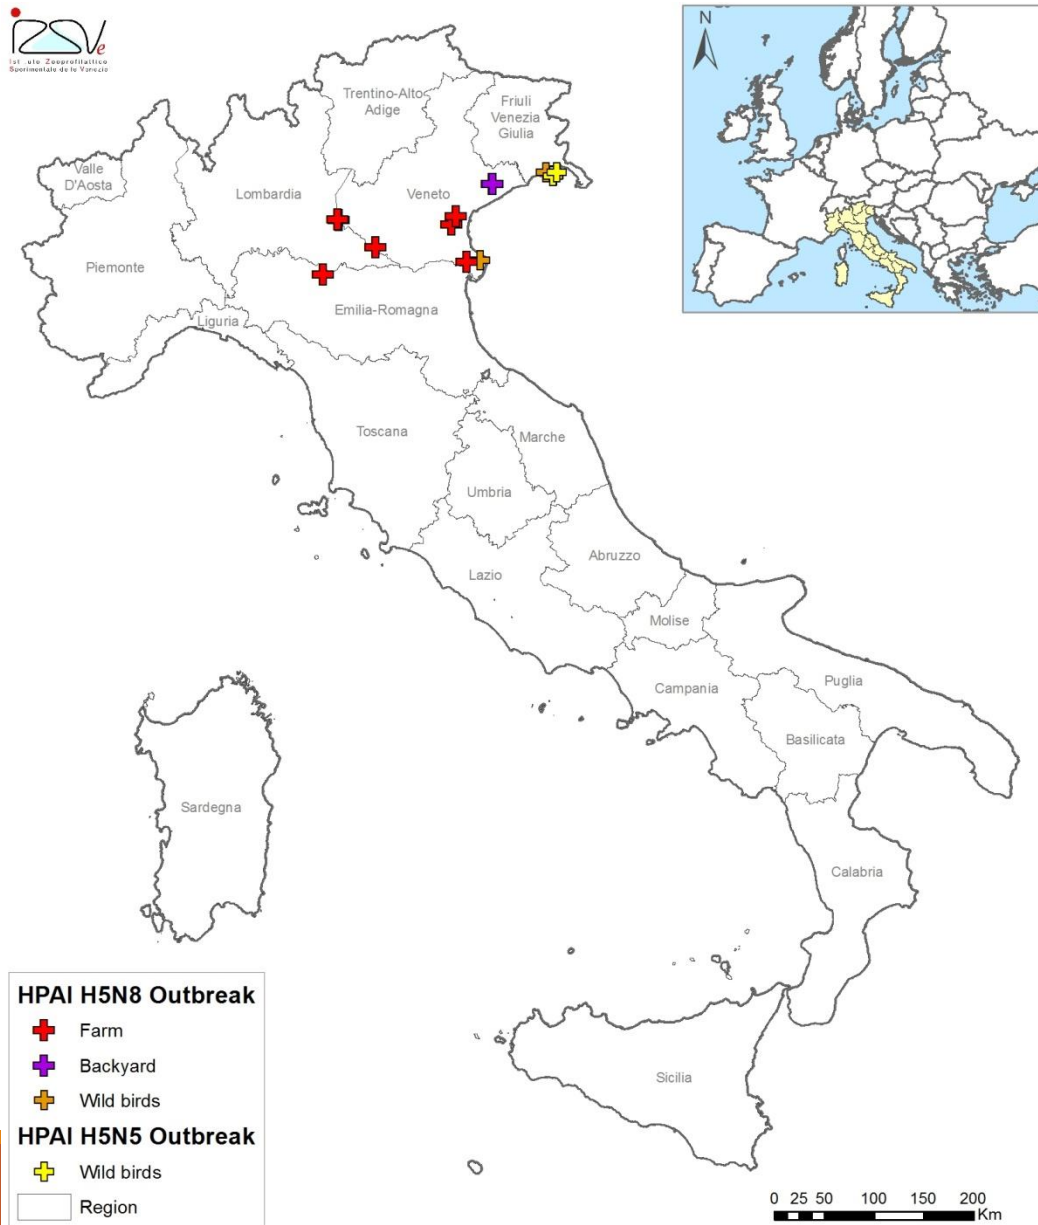 Trentino-Alto
Adige
Friuli
Venezia
Giulia
Valle
D'Aosta
Lombardia
Veneto
Piemonte
Emilia-Romagna
Liguria
Toscana
Marche
Umbria
Abruzzo
Lazio
Molise
Campania
Puglia
Basilicata
Sardegna
Calabria
Sicilia
N
HPAI H5N8 Outbreak
Farm
Backyard
Wild birds
HPAI H5N5 Outbreak
Wild birds
Region
0 25 50 100 150 200
Km